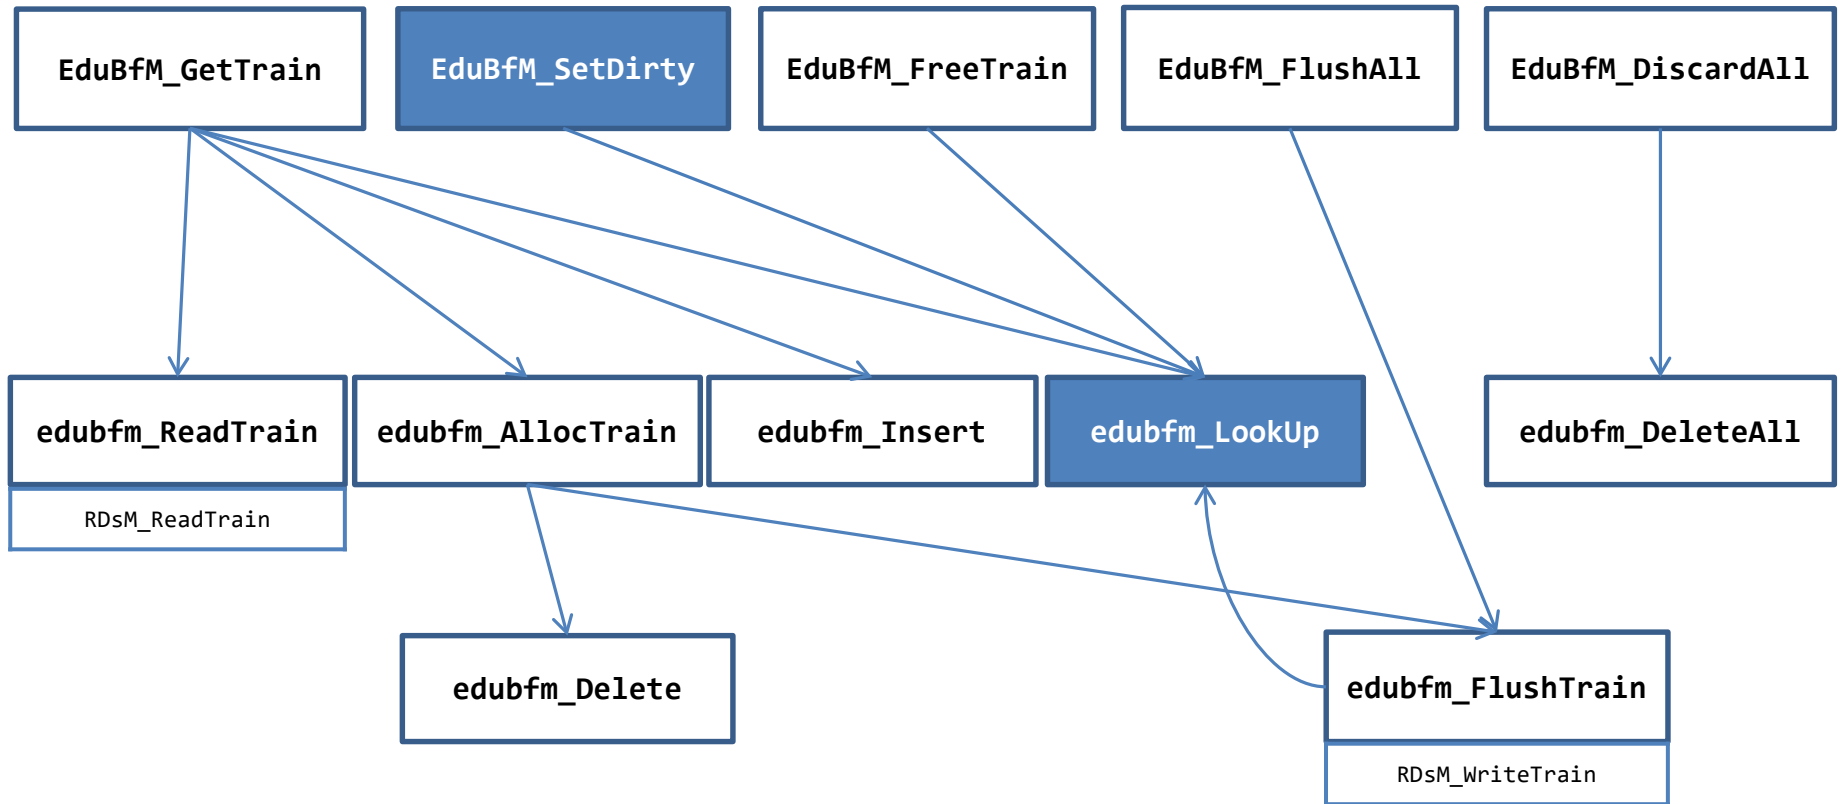 EduBfM_GetTrain
EduBfM_SetDirty
EduBfM_FreeTrain
EduBfM_FlushAll
EduBfM_DiscardAll
edubfm_ReadTrain
edubfm_AllocTrain
edubfm_Insert
edubfm_LookUp
edubfm_DeleteAll
RDsM_ReadTrain
edubfm_Delete
edubfm_FlushTrain
RDsM_WriteTrain